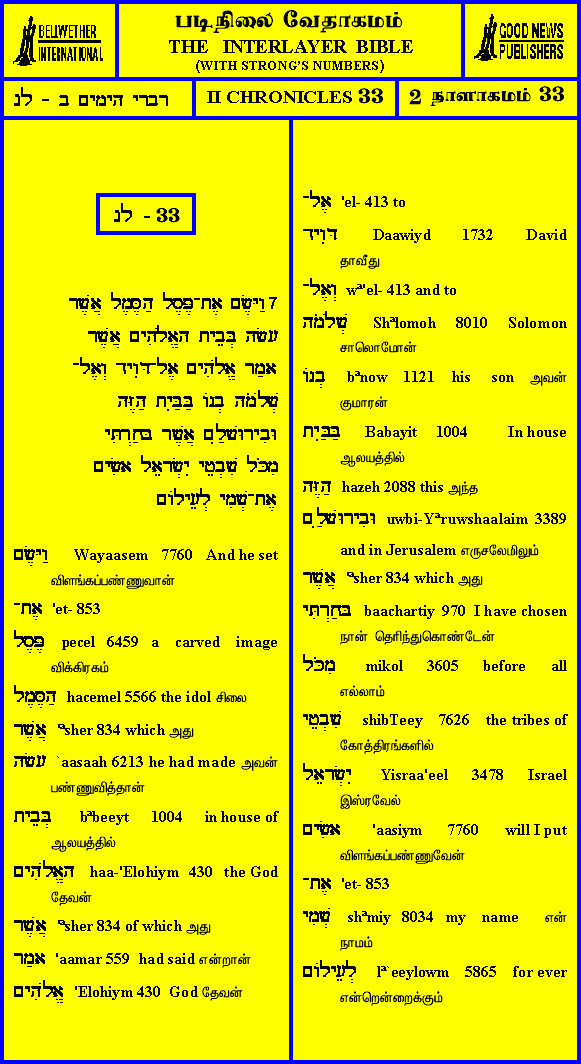 BELLWETHER
INTERNATIONAL
படிநிலை வேதாகமம்
THE INTERLAYER BIBLE
(WITH STRONG'S NUMBERS)
GOOD NEWS
PUBLISHERS
רברי הימים ב - לג
II CHRONICLES 33
2 நாளாகமம் 33
לג - 33
7 וַיָּשֶׂם אֶת־פֶּסֶל הַסֶּמֶל אֲשֶׁר
עָשָׂה בְּבֵית הָאֱלֹהִים אֲשֶׁר
אָמַר אֱלֹהִים אֶל־דָּוִיד וְאֶל־
שְׁלֹמֹה בְנוֹ בַּבַּיִת הַזֶּה
וּבִירוּשָׁלַ͏ִם אֲשֶׁר בָּחַרְתִּי
מִכֹּל שִׁבְטֵי יִשְׂרָאֵל אָשִׂים
אֶת־שְׁמִי לְעֵילוֹם
וַיָּשֶׂם Wayaasem 7760 And he set
விளங்கப்பண்ணுவான்
אֶת־ 'et- 853
פֶּסֶל pecel 6459 a carved image
விக்கிரகம்
הַסֶּמֶל hacemel 5566 the idol சிலை
אֲשֶׁר ªsher 834 which அது
עָשָׂה `aasaah 6213 he had made அவன்
பண்ணுவித்தான்
בְּבֵית bªbeeyt 1004 in house of
ஆலயத்தில்
הָאֱלֹהִים haa-'Elohiym 430 the God
தேவன்
אֲשֶׁר ªsher 834 of which அது
אָמַר 'aamar 559 had said என்றான்
אֱלֹהִים 'Elohiym 430 God தேவன்
אֶל־ 'el- 413 to
דָּוִיד Daawiyd 1732 David
தாவீது
וְאֶל־ wª'el- 413 and to
שְׁלֹמֹה Shªlomoh 8010 Solomon
சாலொமோன்
בְנוֹ bªnow 1121 his son அவன்
குமாரன்
בַּבַּיִת Babayit 1004 In house
ஆலயத்தில்
הַזֶּה hazeh 2088 this அந்த
וּבִירוּשָׁלַ͏ִם uwbi-Yªruwshaalaim 3389
and in Jerusalem எருசலேமிலும்
אֲשֶׁר ªsher 834 which அது
בָּחַרְתִּי baachartiy 970 I have chosen
நான் தெரிந்துகொண்டேன்
מִכֹּל mikol 3605 before all
எல்லாம்
שִׁבְטֵי shibTeey 7626 the tribes of
கோத்திரங்களில்
יִשְׂרָאֵל Yisraa'eel 3478 Israel
இஸ்ரவேல்
אָשִׂים 'aasiym 7760 will I put
விளங்கப்பண்ணுவேன்
אֶת־ 'et- 853
שְׁמִי shªmiy 8034 my name என்
நாமம்
לְעֵילוֹם lª`eeylowm 5865 for ever
என்றென்றைக்கும்